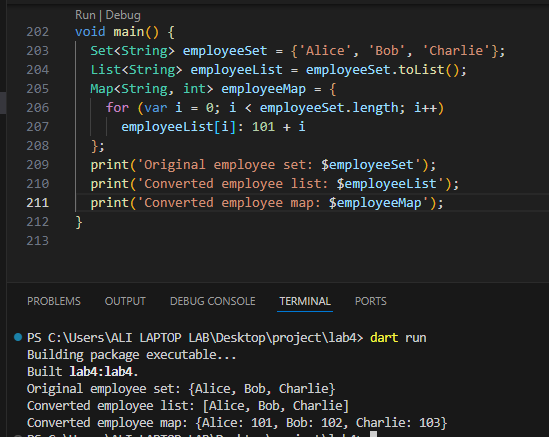 Run | Debug
202 void main() {
203   Set<String> employeeSet = {'Alice', 'Bob', 'Charlie'};
204   List<String> employeeList = employeeSet.toList();
205   Map<String, int> employeeMap = {
206     for (var i = 0; i < employeeSet.length; i++)
207       employeeList[i]: 101 + i
208   };
209   print('Original employee set: $employeeSet');
210   print('Converted employee list: $employeeList');
211   print('Converted employee map: $employeeMap');
212 }
213
PROBLEMS OUTPUT DEBUG CONSOLE TERMINAL PORTS
PS C:\Users\ALI LAPTOP LAB\Desktop\project\lab4> dart run
Building package executable...
Built lab4:lab4.
Original employee set: {Alice, Bob, Charlie}
Converted employee list: [Alice, Bob, Charlie]
Converted employee map: {Alice: 101, Bob: 102, Charlie: 103}